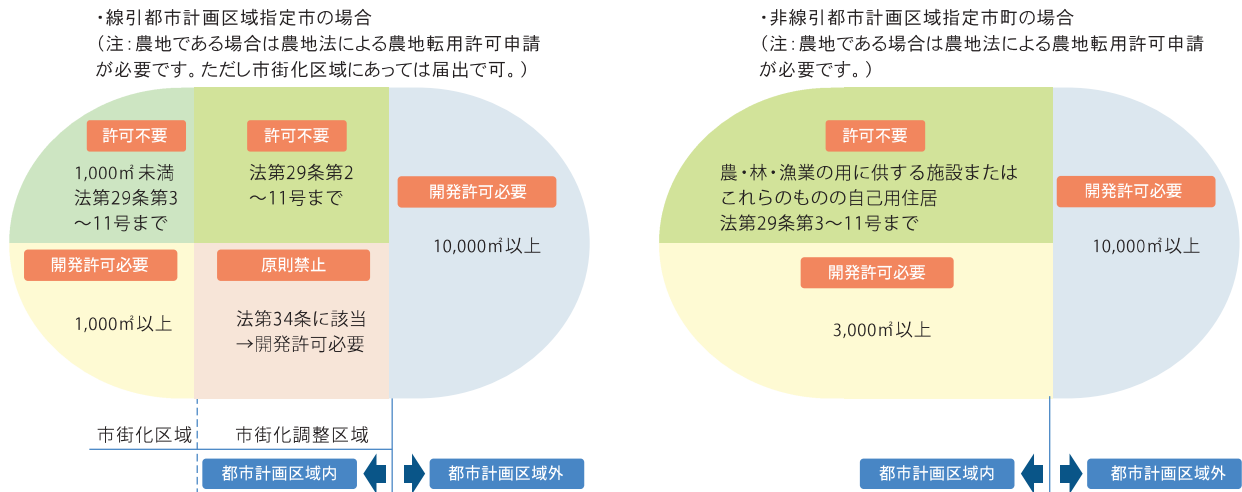 ・線引都市計画区域指定市の場合
（注：農地である場合は農地法による農地転用許可申請
が必要です。ただし市街化区域にあっては届出で可。）
許可不要
1,000㎡未満
法第29条第3
～11号まで
許可不要
法第29条第2
～11号まで
開発許可必要
10,000㎡以上
開発許可必要
1,000㎡以上
原則禁止
法第34条に該当
→開発許可必要
市街化区域
市街化調整区域
都市計画区域内
都市計画区域外
・非線引都市計画区域指定市町の場合
（注：農地である場合は農地法による農地転用許可申請
が必要です。）
許可不要
農・林・漁業の用に供する施設または
これらのものの自己用住居
法第29条第3～11号まで
開発許可必要
10,000㎡以上
開発許可必要
3,000㎡以上
都市計画区域内
都市計画区域外